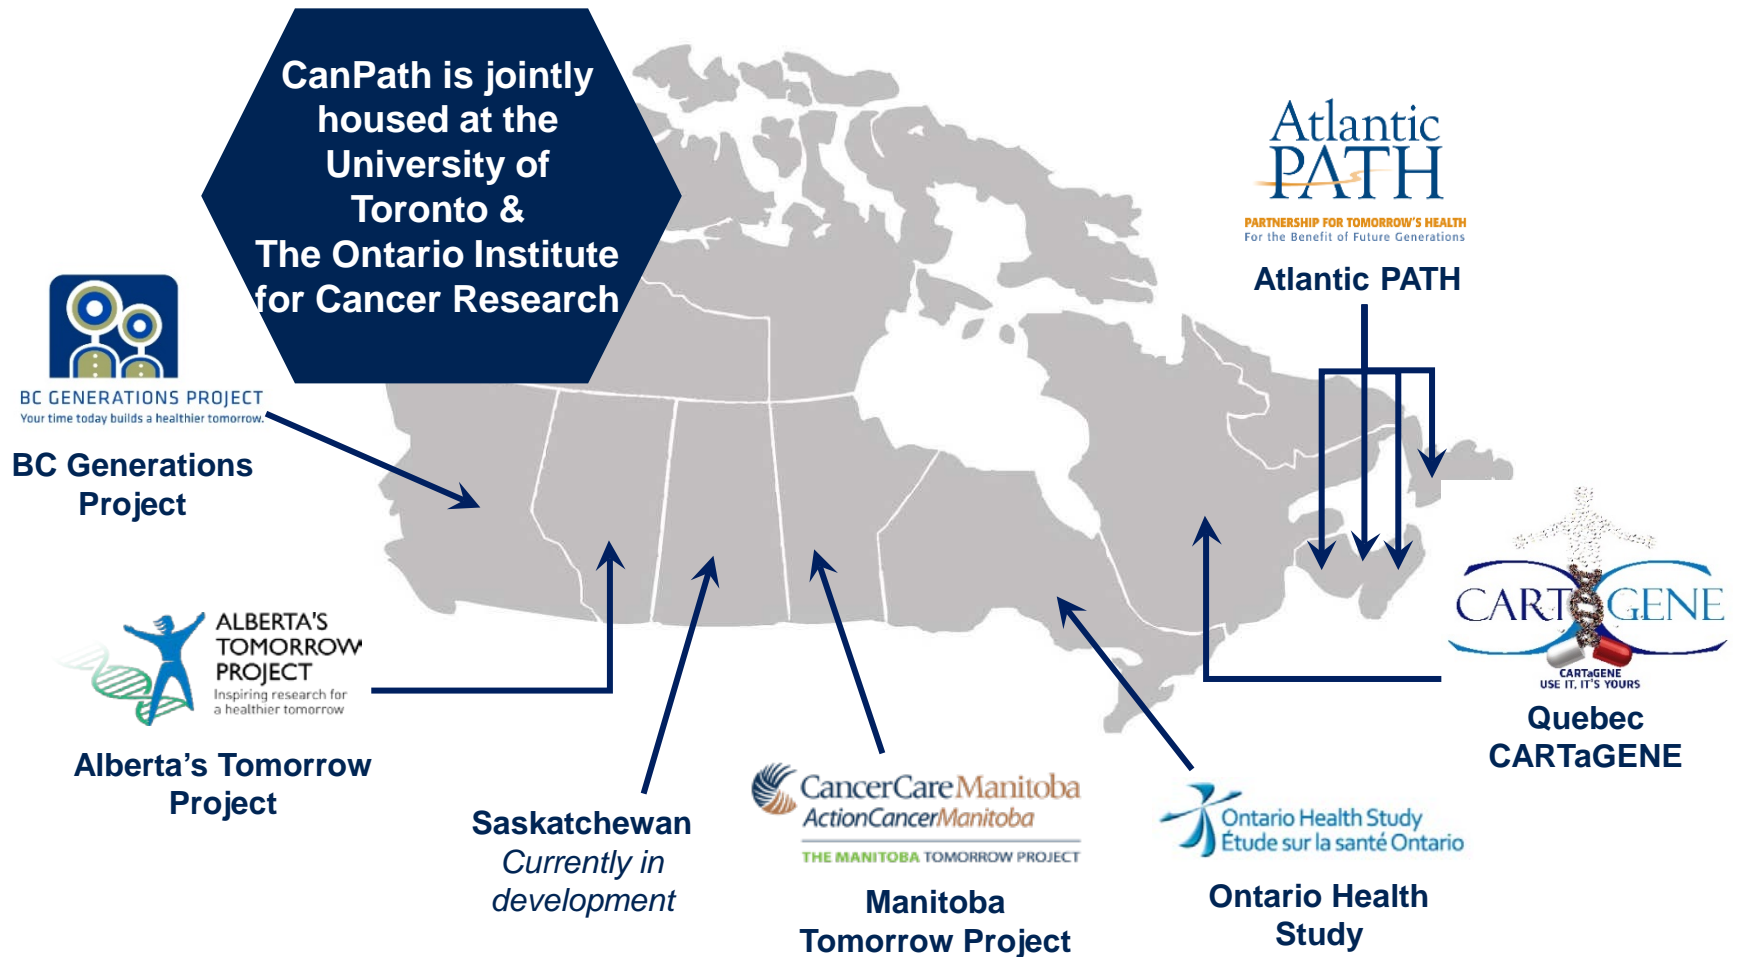 CanPath is jointly
housed at the
University of
Toronto &
The Ontario Institute
for Cancer Research
Atlantic
PATH
PARTNERSHIP FOR TOMORROW'S HEALTH
For the Benefit of Future Generations
Atlantic PATH
BC GENERATIONS PROJECT
Your time today builds a healthier tomorrow.
BC Generations
Project
ALBERTA'S
TOMORROW
PROJECT
Inspiring research for
a healthier tomorrow
Alberta’s Tomorrow
Project
Saskatchewan
Currently in
development
CancerCare Manitoba
ActionCancerManitoba
THE MANITOBA TOMORROW PROJECT
Manitoba
Tomorrow Project
Ontario Health Study
Étude sur la santé Ontario
Ontario Health
Study
CARTaGENE
CARTaGENE
USE IT, IT'S YOURS
Quebec
CARTaGENE